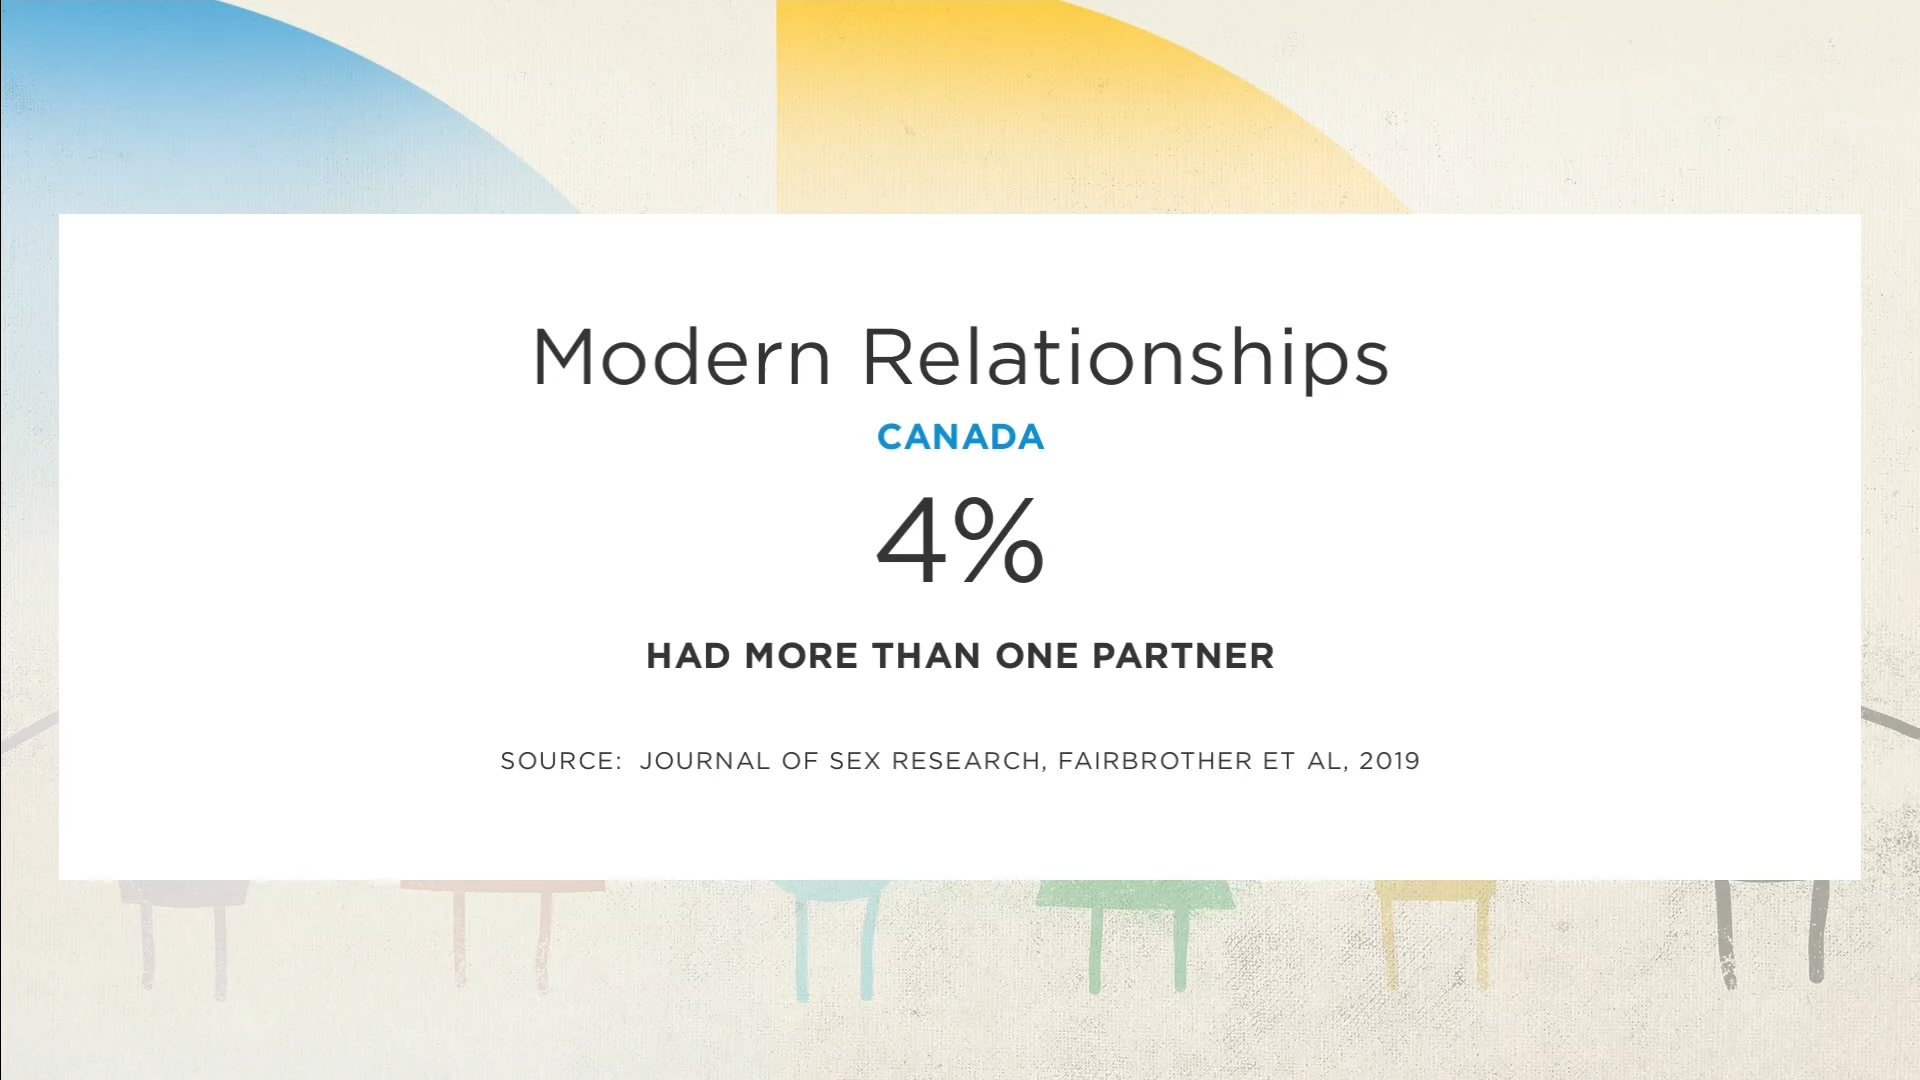 Modern Relationships
CANADA
4%
HAD MORE THAN ONE PARTNER
SOURCE: JOURNAL OF SEX RESEARCH, FAIRBROTHER ET AL, 2019